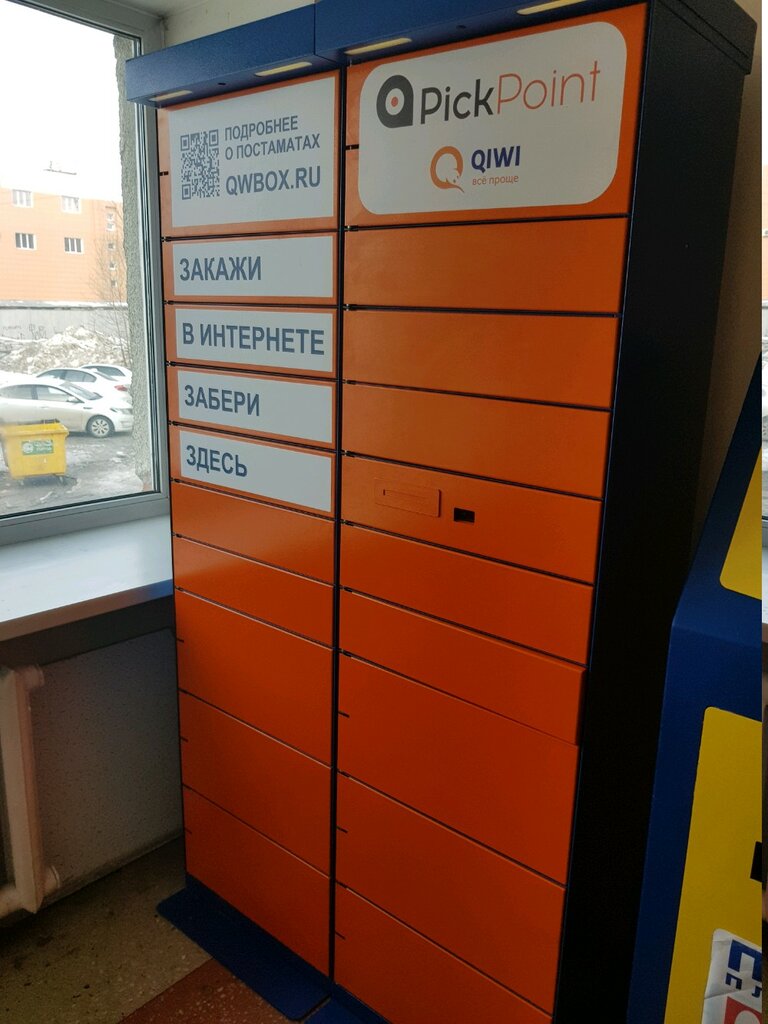 ПОДРОБНЕЕ
О ПОСТАМАТАХ
QWBOX.RU
ЗАКАЖИ
В ИНТЕРНЕТЕ
ЗАБЕРИ
ЗДЕСЬ
PickPoint
QIWI
всё проще